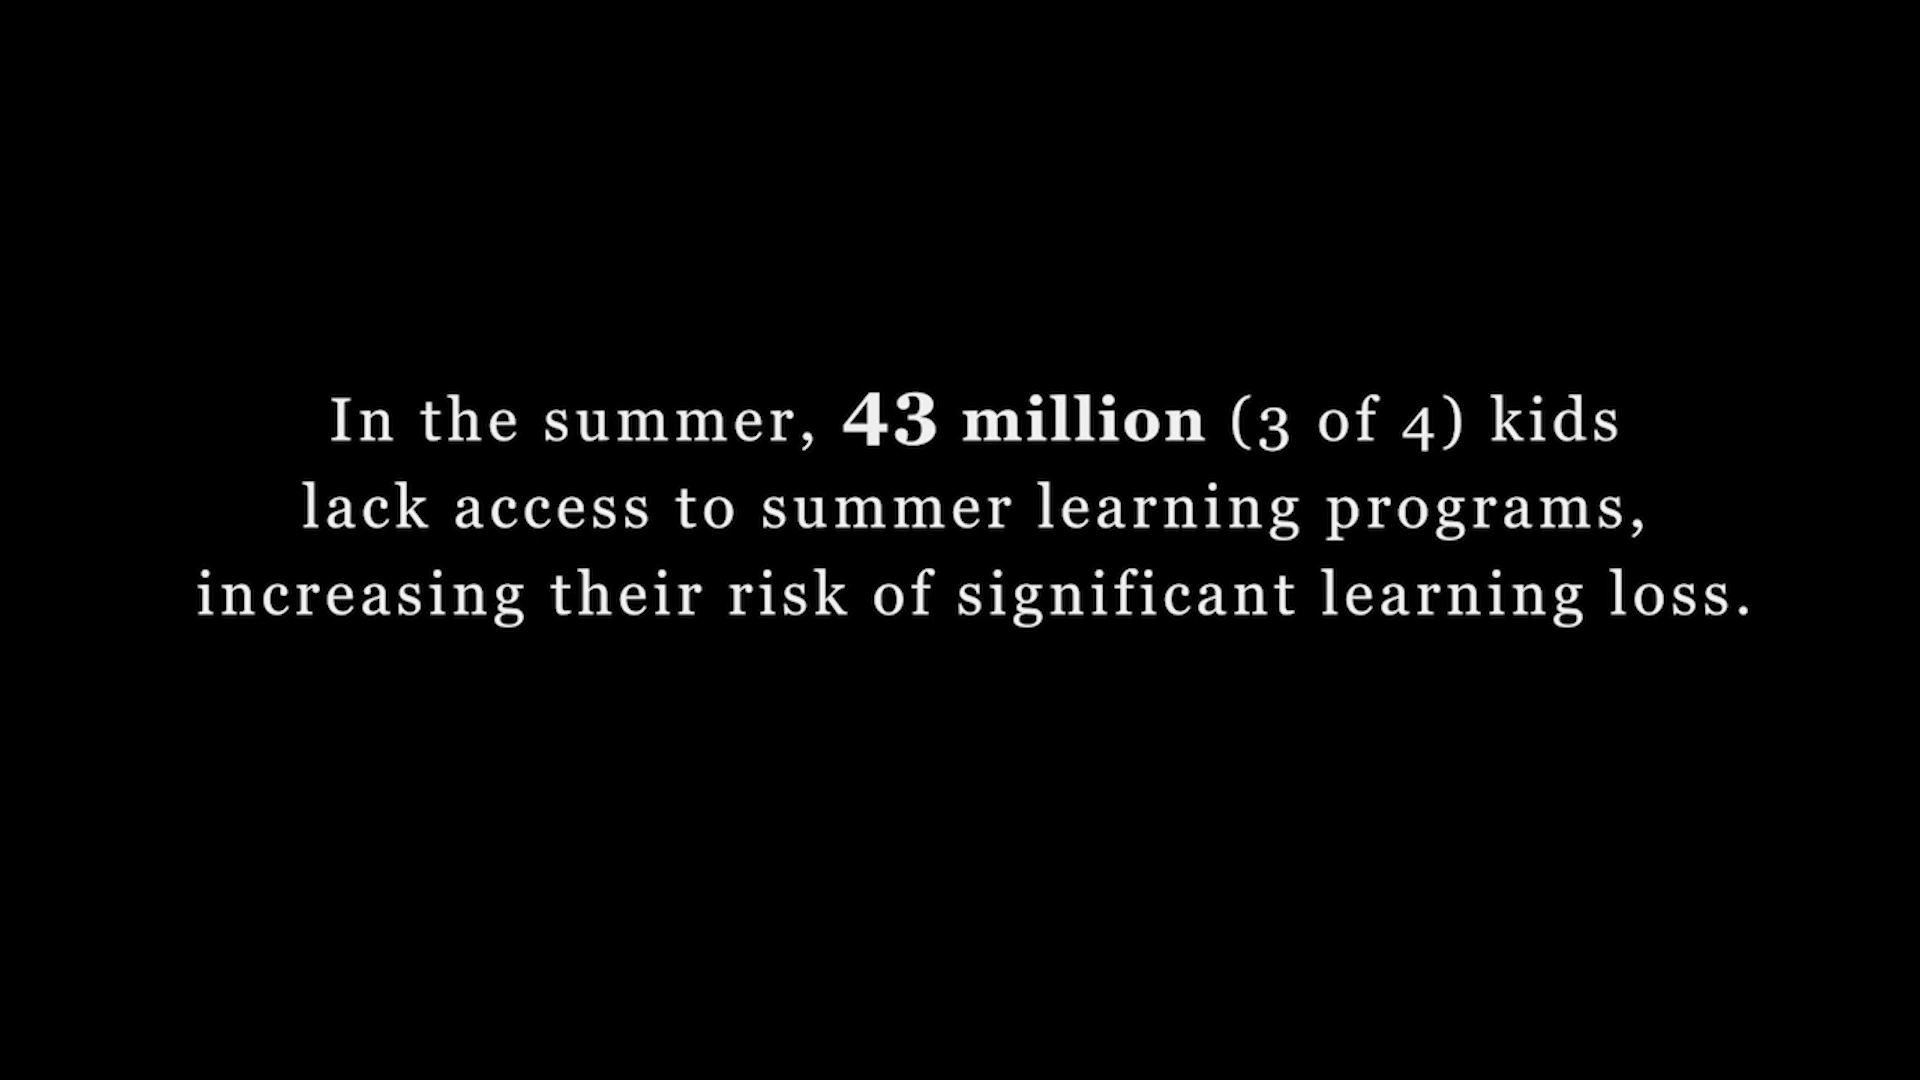 In the summer, 43 million (3 of 4) kids
lack access to summer learning programs,
increasing their risk of significant learning loss.